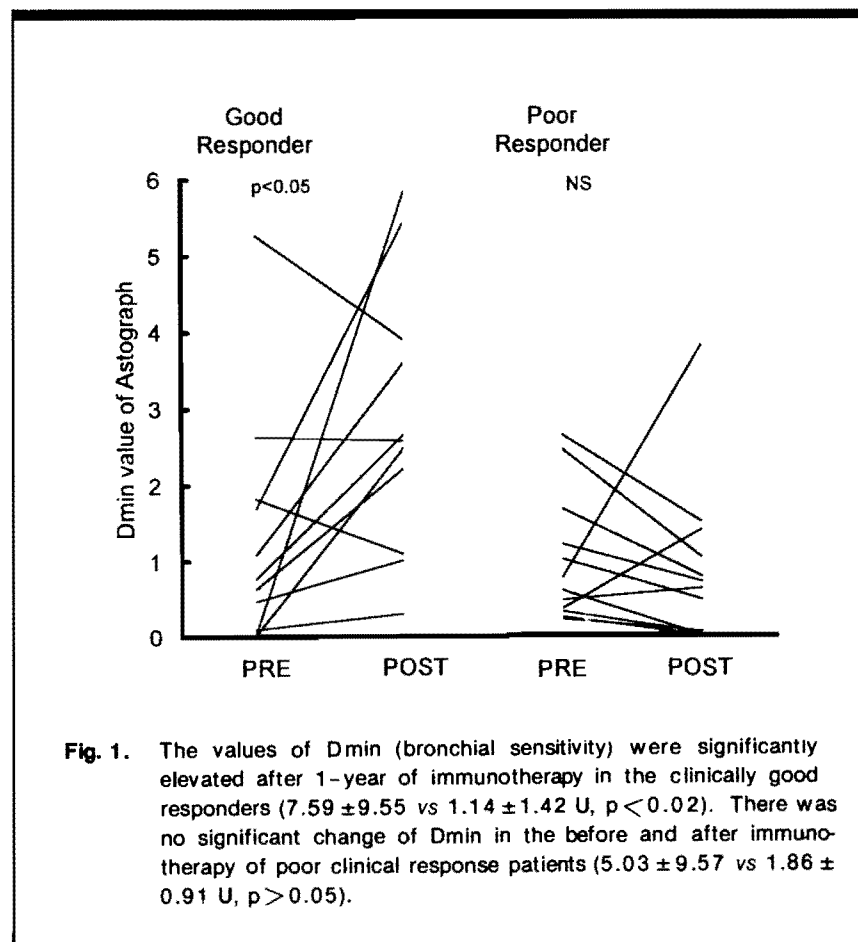 Good
Responder
Poor
Responder
p<0.05
NS
6
5
4
3
2
1
0
Dmin value of Astograph
PRE
POST
PRE
POST
Fig. 1. The values of Dmin (bronchial sensitivity) were significantly
elevated after 1-year of immunotherapy in the clinically good
responders (7.59 ±9.55 vs 1.14 ±1.42 U, p<0.02). There was
no significant change of Dmin in the before and after immuno-
therapy of poor clinical response patients (5.03 ±9.57 vs 1.86 ±
0.91 U, p>0.05).